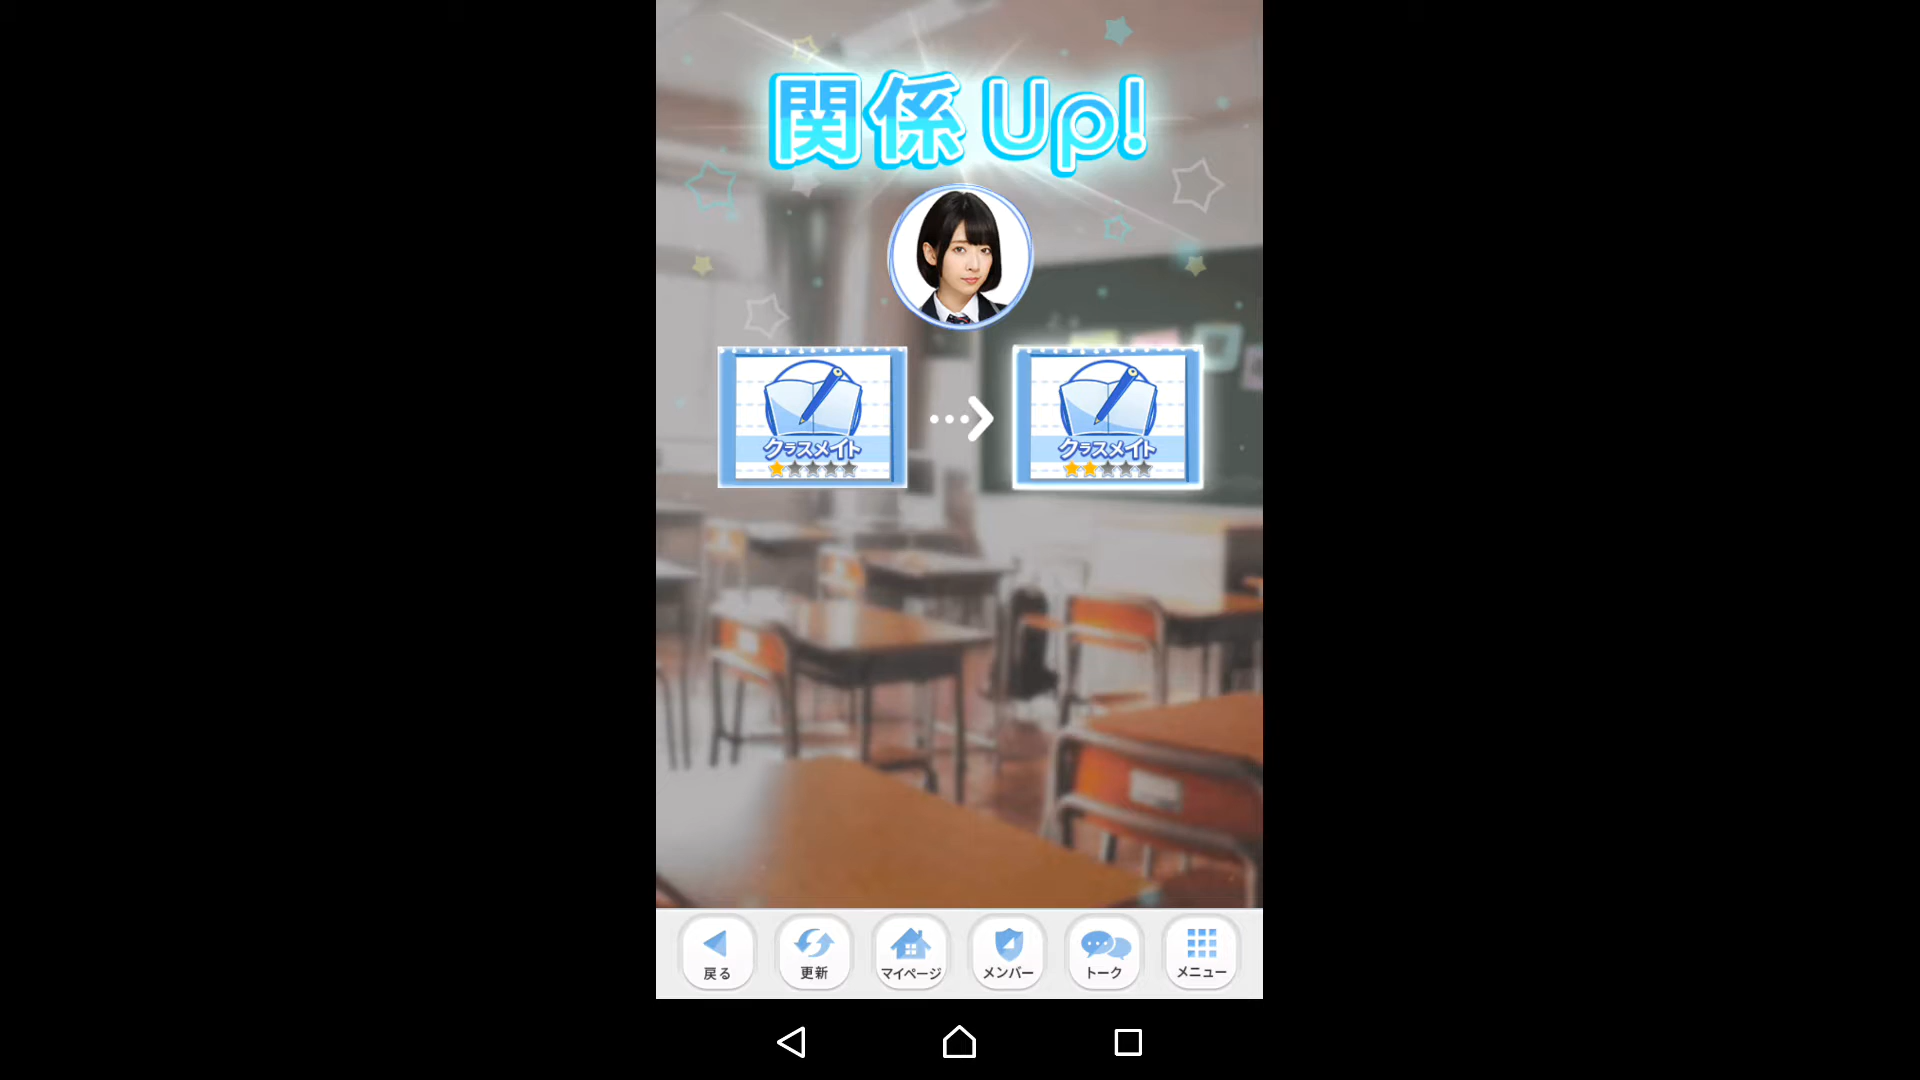 関係Up!
クラスメイト
クラスメイト
戻る
更新
マイページ
メンバー
トーク
メニュー